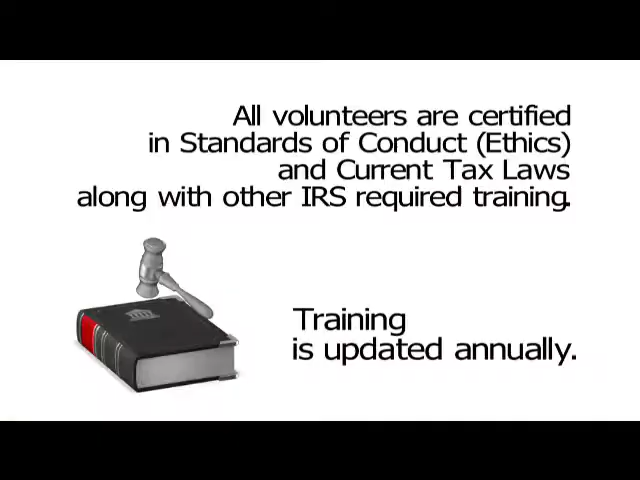 All volunteers are certified
in Standards of Conduct (Ethics)
and Current Tax Laws
along with other IRS required training.
Training
is updated annually.